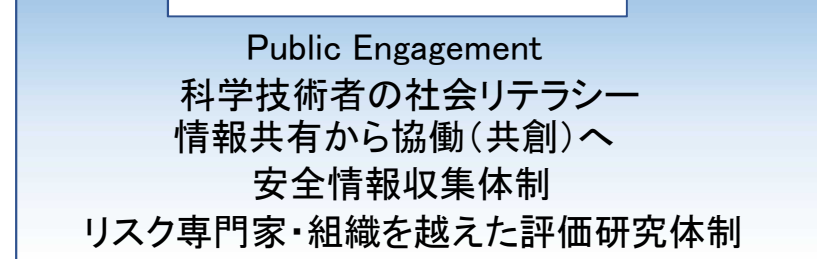 Public Engagement
科学技術者の社会リテラシー
情報共有から協働(共創)へ
安全情報収集体制
リスク専門家・組織を越えた評価研究体制